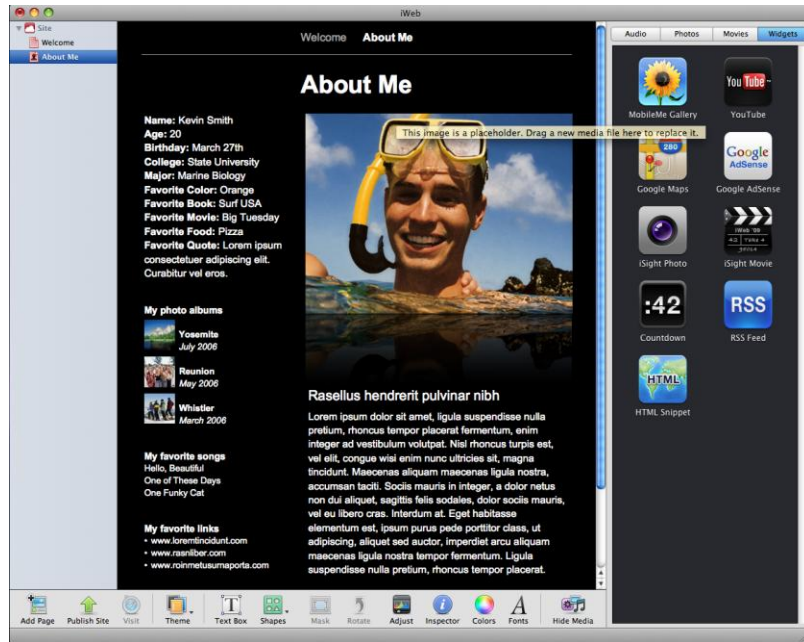 iWeb
Site
Welcome
About Me
Welcome About Me
About Me
Name: Kevin Smith
Age: 20
Birthday: March 27th
College: State University
Major: Marine Biology
Favorite Color: Orange
Favorite Book: Surf USA
Favorite Movie: Big Tuesday
Favorite Food: Pizza
Favorite Quote: Lorem ipsum
consectetuer adipiscing elit.
Curabitur vel eros.
My photo albums
Yosemite
July 2006
Reunion
May 2006
Whistler
March 2006
My favorite songs
Hello, Beautiful
One of These Days
One Funky Cat
My favorite links
• www.loremtincidunt.com
• www.rasnliber.com
• www.roinmetusurnaporta.com
This image is a placeholder. Drag a new media file here to replace it.
Rasellus hendrerit pulvinar nibh
Lorem ipsum dolor sit amet, ligula suspendisse nulla
pretium, rhoncus tempor placerat fermentum, enim
integer ad vestibulum volutpat. Nisl rhoncus turpis est,
vel elit, congue wisi enim nunc ultricies sit, magna
tincidunt. Maecenas aliquam maecenas ligula nostra,
accumsan taciti. Sociis mauris in integer, a dolor netus
non dui aliquet, sagittis felis sodales, dolor sociis mauris,
vel eu libero cras. Interdum at. Eget habitasse
elementum est, ipsum purus pede porttitor class, ut
adipiscing, aliquet sed auctor, imperdiet arcu aliquam
maecenas ligula nostra tempor fermentum. Ligula
suspendisse nulla pretium, rhoncus tempor placerat.
Audio Photos Movies Widgets
MobileMe Gallery
You Tube
YouTube
280
Google Maps
Google
AdSense
Google AdSense
iSight Photo
iWeb '09
iSight Movie
:42
Countdown
RSS
RSS Feed
HTML
HTML Snippet
Add Page Publish Site Visit Theme Text Box Shapes Mask Rotate Adjust Inspector Colors Fonts Hide Media